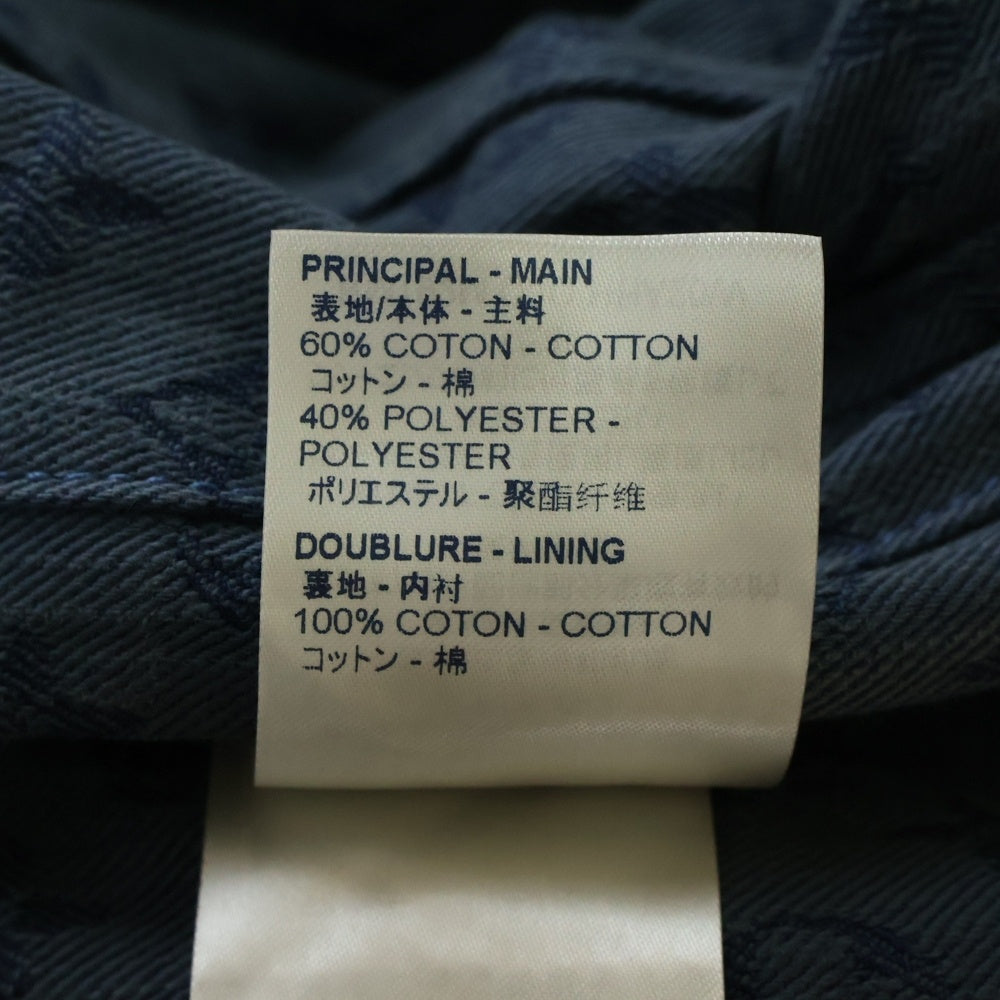 PRINCIPAL - MAIN
表地/本体 - 主料
60% COTON - COTTON
コットン - 棉
40% POLYESTER -
POLYESTER
ポリエステル - 聚酯纤维
DOUBLURE - LINING
裏地 - 内衬
100% COTON - COTTON
コットン - 棉